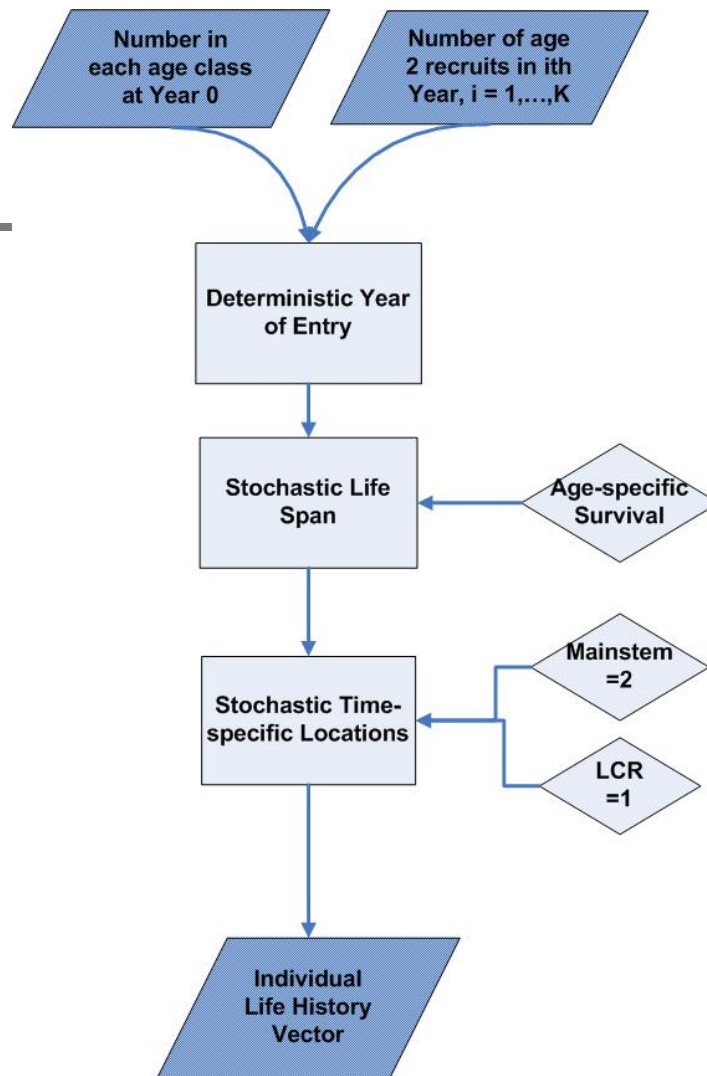 Number in
each age class
at Year 0
Number of age
2 recruits in ith
Year, i = 1,...,K
Deterministic Year
of Entry
Stochastic Life
Span
Age-specific
Survival
Stochastic Time-
specific Locations
Mainstem
=2
LCR
=1
Individual
Life History
Vector